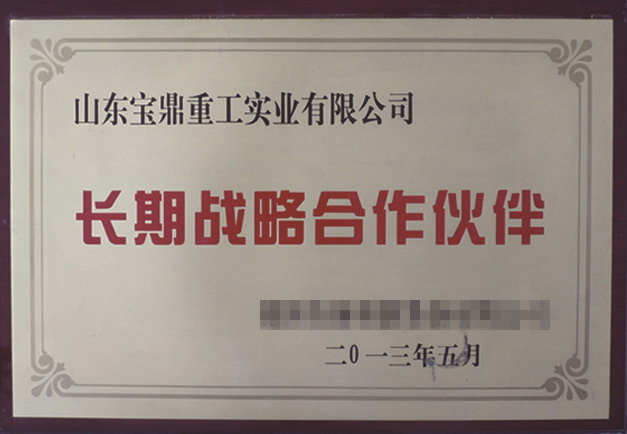 山东宝鼎重工实业有限公司
长期战略合作伙伴
二〇一三年五月